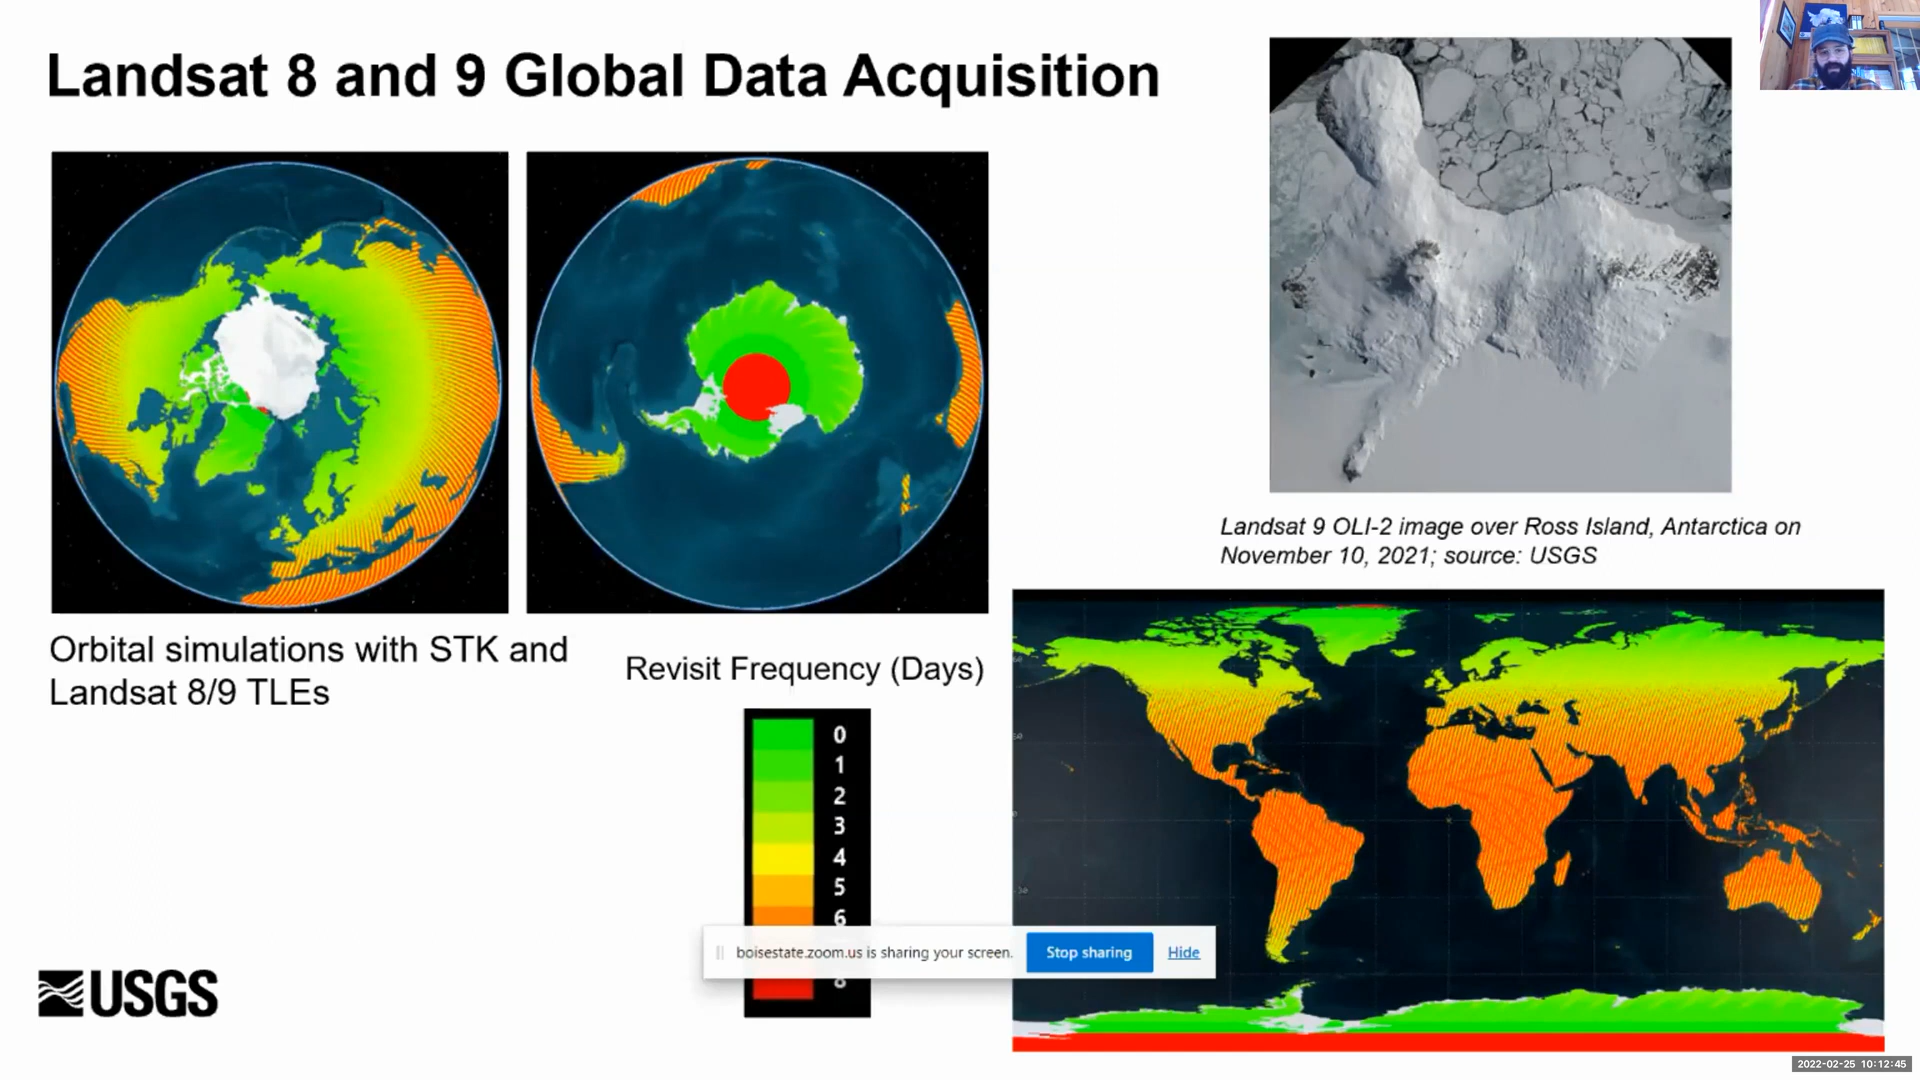 Landsat 8 and 9 Global Data Acquisition
Landsat 9 OLI-2 image over Ross Island, Antarctica on
November 10, 2021; source: USGS
Orbital simulations with STK and
Landsat 8/9 TLEs
Revisit Frequency (Days)
0
1
2
3
4
5
6
boisestate.zoom.us is sharing your screen.
Stop sharing
Hide
USGS
2022-02-25 10:12:45